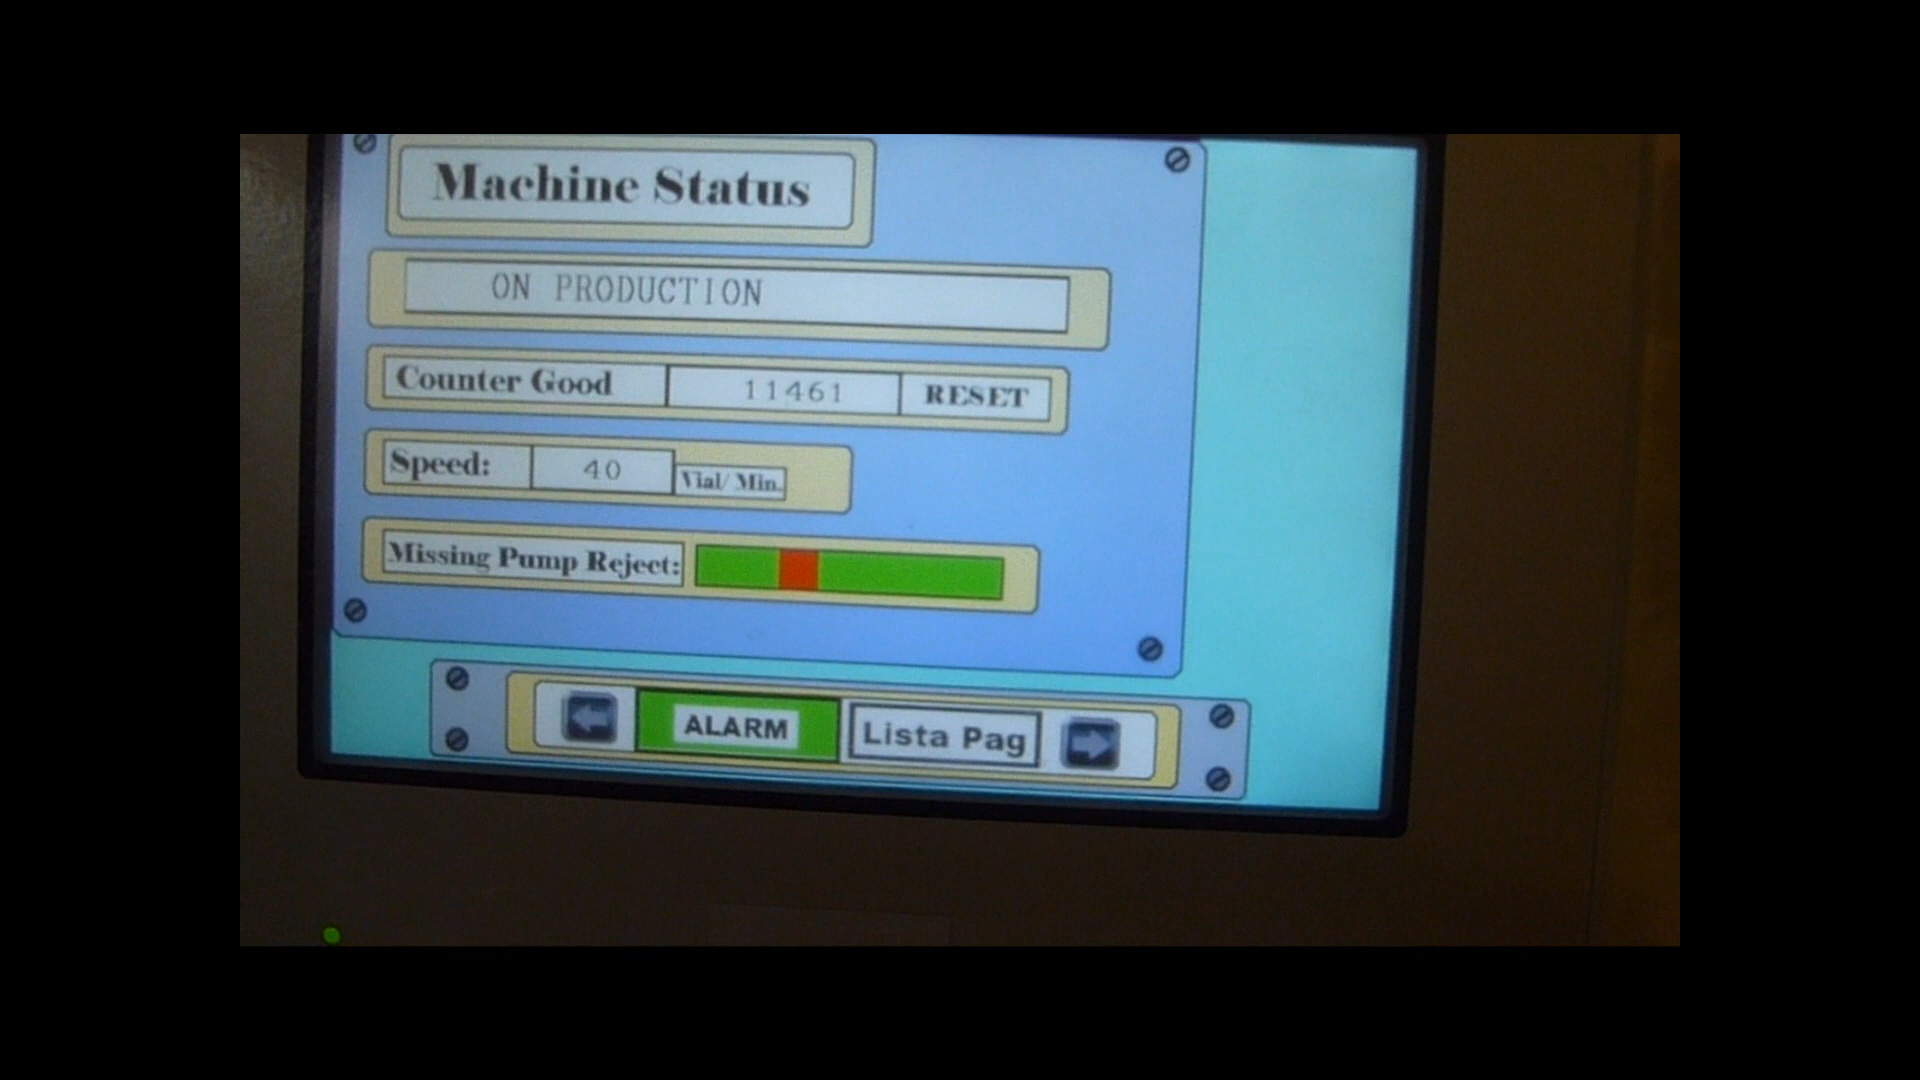 Machine Status
ON PRODUCTION
Counter Good 11461 RESET
Speed: 40 Vial/ Min.
Missing Pump Reject:
ALARM Lista Pag